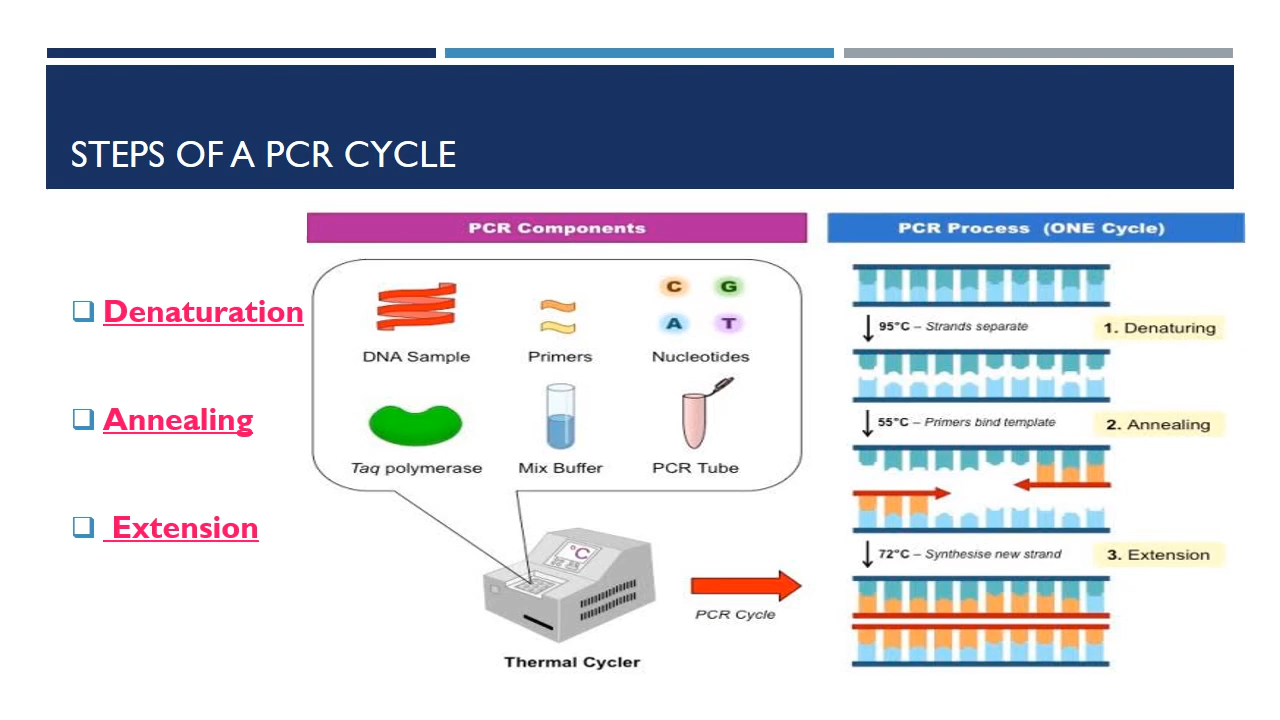 STEPS OF A PCR CYCLE
Denaturation
Annealing
Extension
PCR Components
DNA Sample
Primers
C
G
A
T
Nucleotides
Taq polymerase
Mix Buffer
PCR Tube
°C
Thermal Cycler
PCR Cycle
PCR Process (ONE Cycle)
95°C – Strands separate
1. Denaturing
55°C – Primers bind template
2. Annealing
72°C – Synthesise new strand
3. Extension